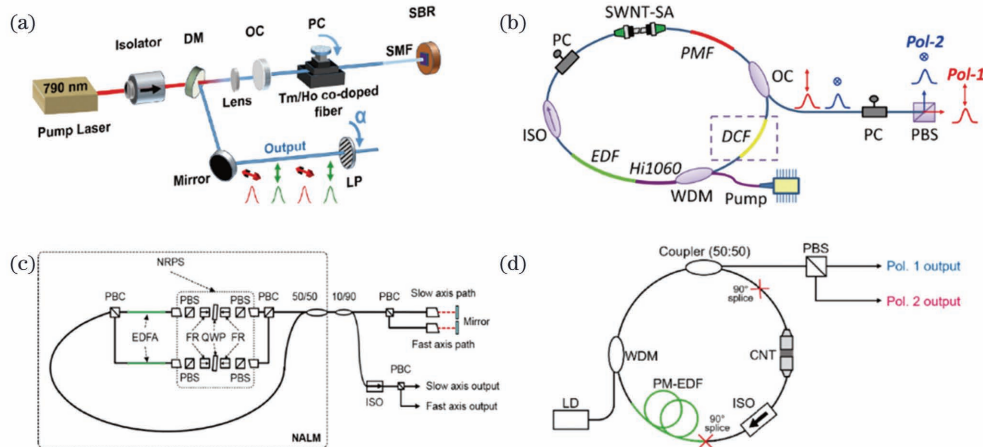 (a)
Isolator
DM
OC
PC
SBR
SMF
790 nm
Pump Laser
Lens
Tm/Ho co-doped
fiber
α
Output
Mirror
LP
(b)
SWNT-SA
PC
PMF
OC
Pol-2
Pol-1
ISO
DCF
PC
PBS
EDF
Hi1060
WDM
Pump
(c)
NRPS
PBC
PBS
PBS
PBC
50/50
10/90
PBC
Slow axis path
Mirror
EDFA
FR
QWP
FR
Fast axis path
PBS
PBS
PBC
ISO
Slow axis output
Fast axis output
NALM
(d)
Coupler (50:50)
PBS
Pol. 1 output
90°
splice
Pol. 2 output
WDM
CNT
PM-EDF
ISO
LD
90°
splice